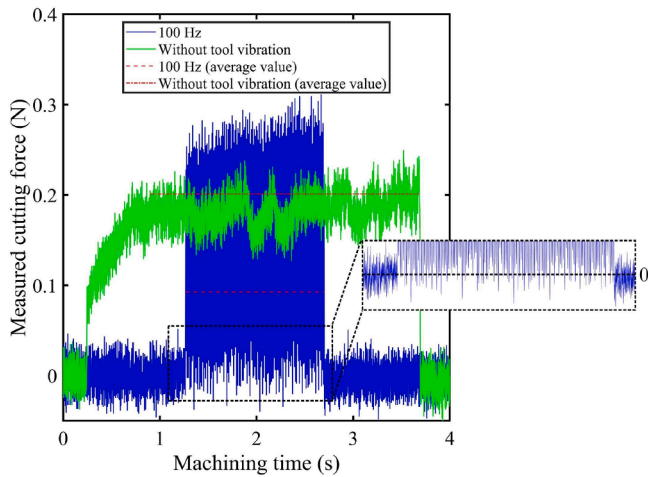 100 Hz
Without tool vibration
100 Hz (average value)
Without tool vibration (average value)
Measured cutting force (N)
0.4
0.3
0.2
0.1
0
0
0
1
2
3
4
Machining time (s)